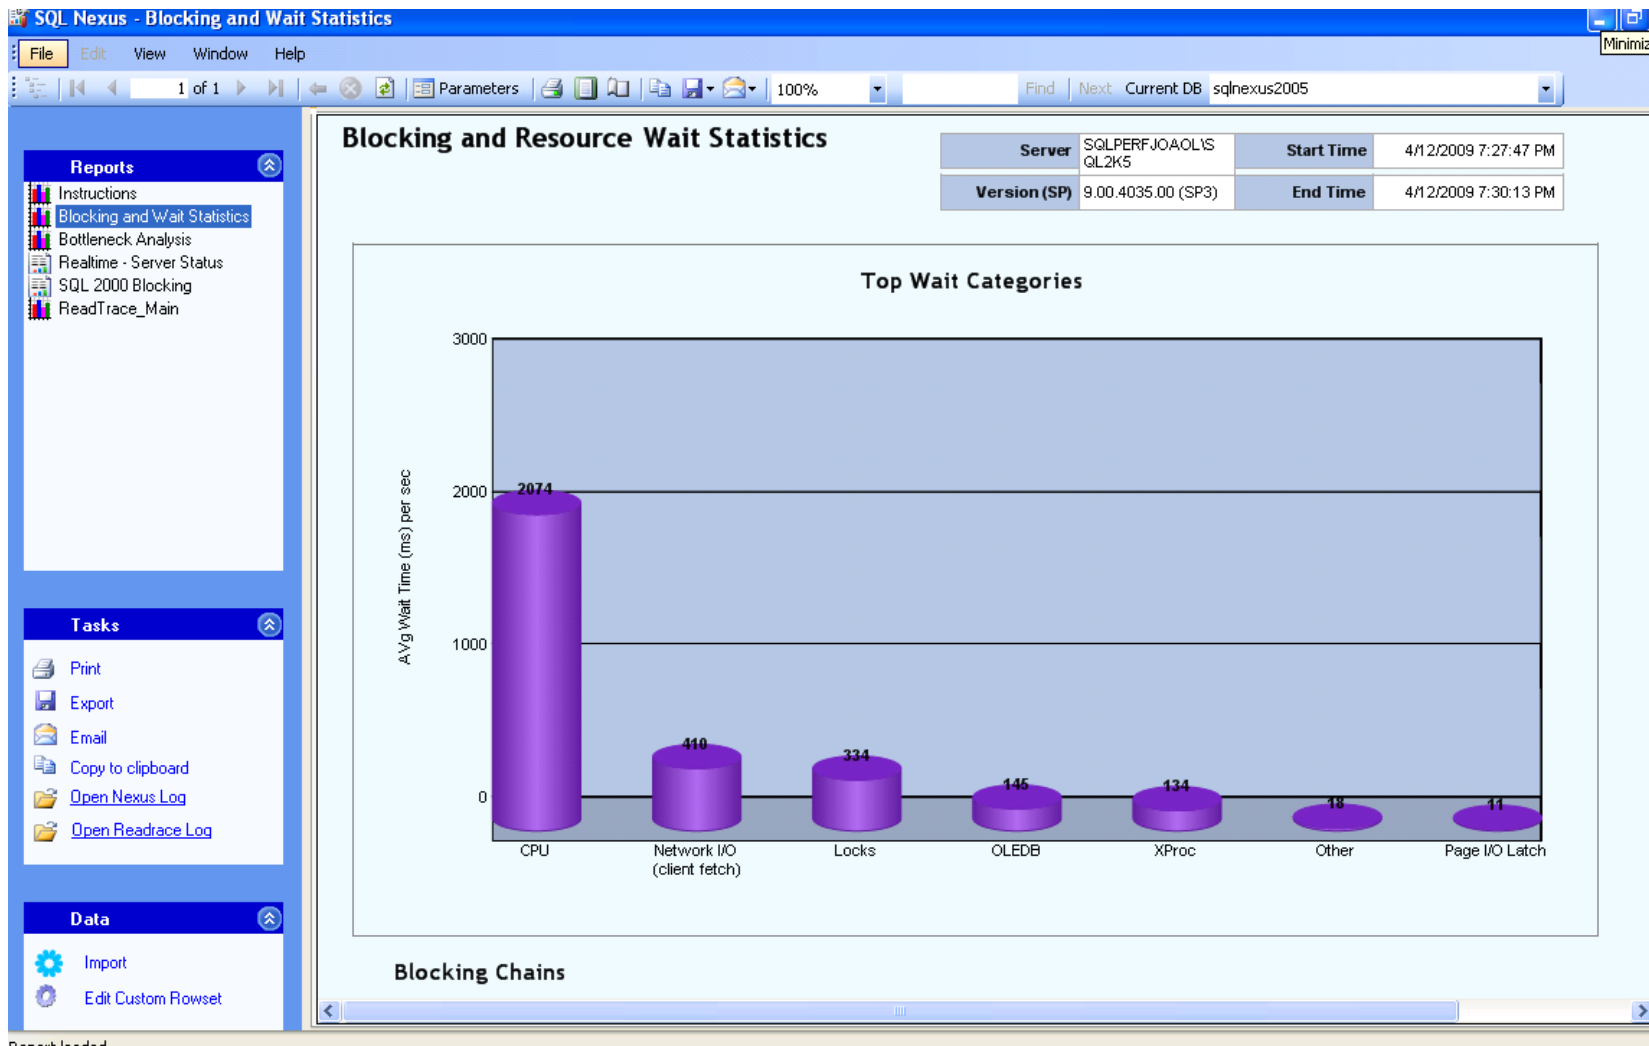 SQL Nexus - Blocking and Wait Statistics
File Edit View Window Help
Minimiz
1 of 1 Parameters 100% Find Next Current DB sqlnexus2005
Reports
Instructions
Blocking and Wait Statistics
Bottleneck Analysis
Realtime - Server Status
SQL 2000 Blocking
ReadTrace_Main
Tasks
Print
Export
Email
Copy to clipboard
Open Nexus Log
Open Readrace Log
Data
Import
Edit Custom Rowset
Blocking and Resource Wait Statistics
Server SQLPERFJOAOL\S
QL2K5
Start Time 4/12/2009 7:27:47 PM
Version (SP) 9.00.4035.00 (SP3) End Time 4/12/2009 7:30:13 PM
Top Wait Categories
AVg Wait Time (ms) per sec
3000
2000
1000
0
2074
410
334
145
134
18
11
CPU
Network I/O
(client fetch)
Locks
OLEDB
XProc
Other
Page I/O Latch
Blocking Chains
Report loaded